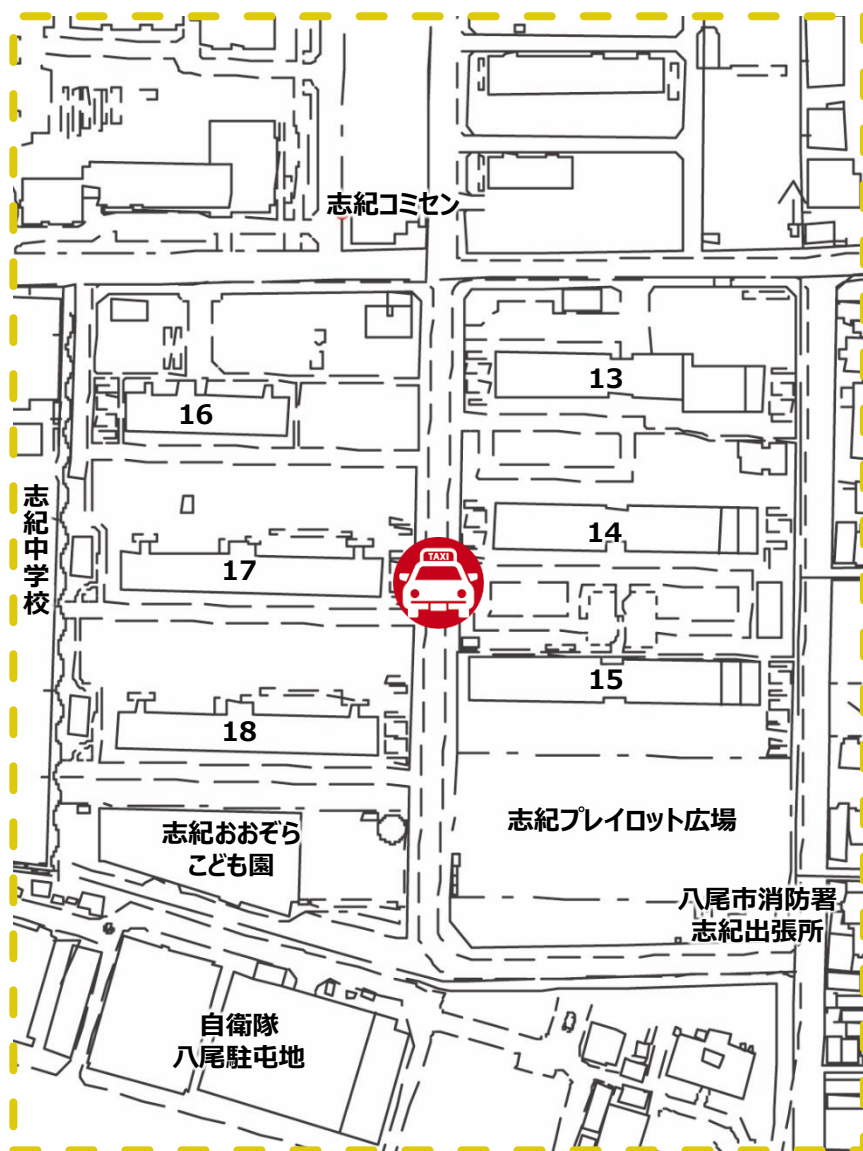 志紀コミセン
13
16
志紀中学校
14
TAXI
17
15
18
志紀プレイロット広場
志紀おおぞら
こども園
八尾市消防署
志紀出張所
自衛隊
八尾駐屯地